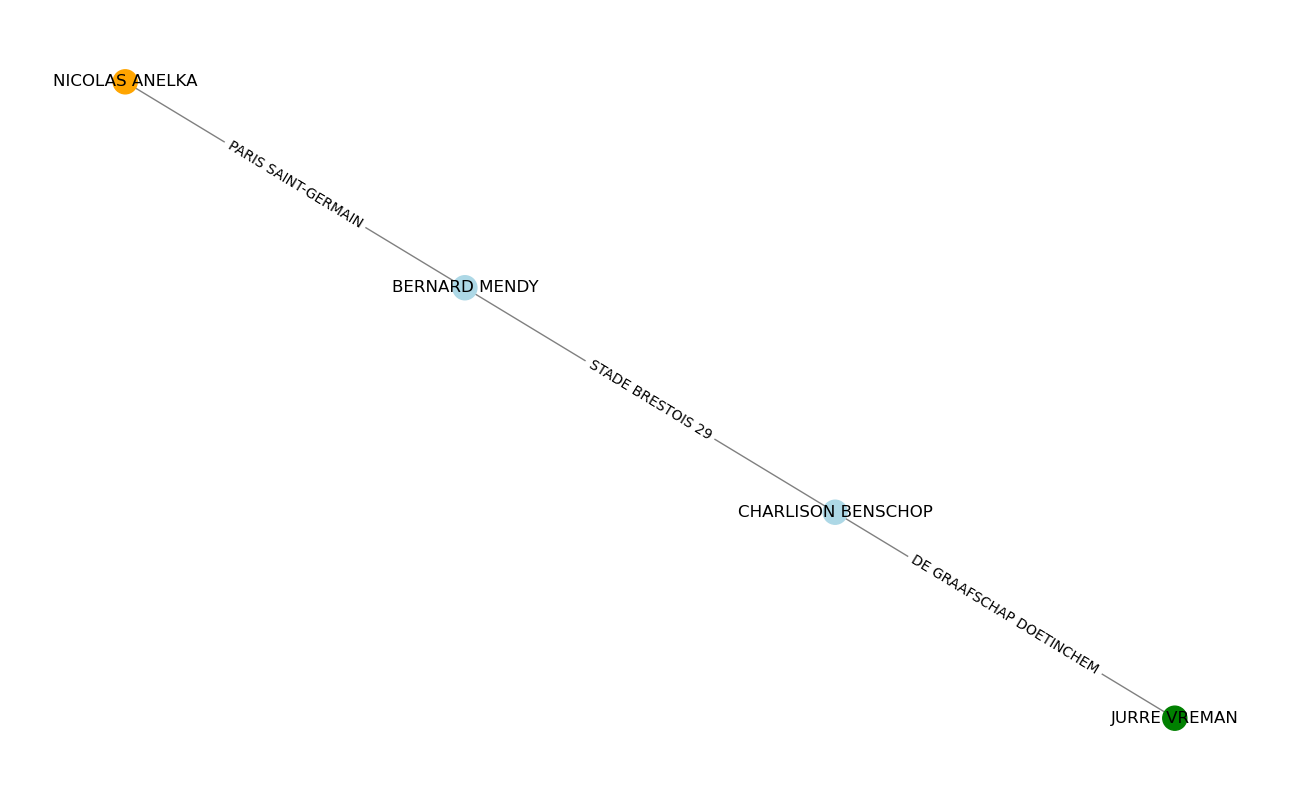 NICOLAS ANELKA
PARIS SAINT-GERMAIN
BERNARD MENDY
STADE BRESTOIS 29
CHARLISON BENSCHOP
DE GRAAFSCHAP DOETINCHEM
JURRE VREMAN